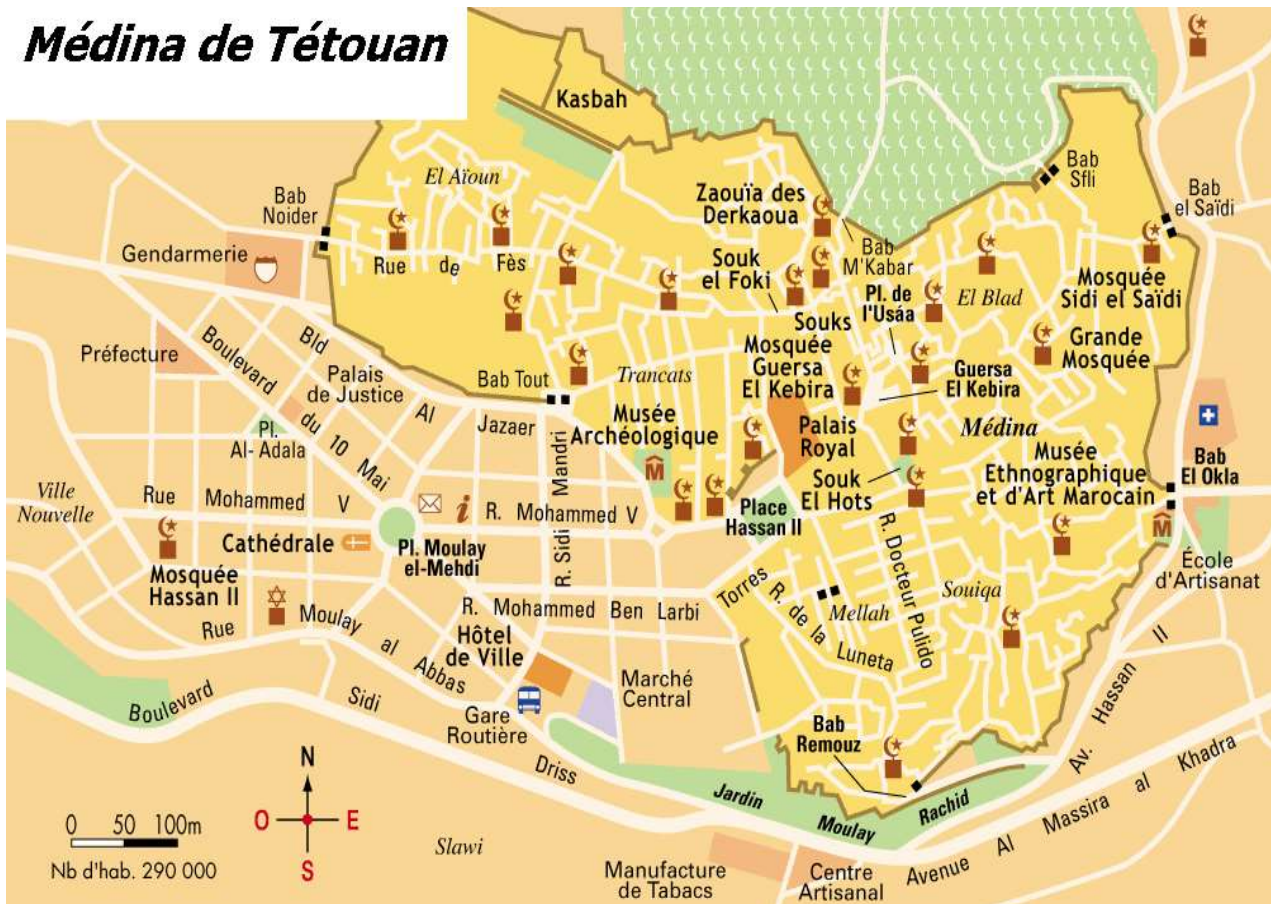 Médina de Tétouan
Kasbah
El Aïoun
Bab
Noider
Gendarmerie
Rue de Fès
Zaouïa des
Derkaoua
Bab
M'Kabar
Souk
el Foki
Bab
Sfli
Bab
el Saïdi
Mosquée
Sidi el Saïdi
El Blad
Pl. de
l'Usáa
Souks
Mosquée
Guersa
El Kebira
Grande
Mosquée
Guersa
El Kebira
Préfecture
Boulevard du 10 Mai
Bld Al Jazaer
Palais
de Justice
Bab Tout
Trancats
Musée
Archéologique
M
Palais
Royal
Médina
Souk
El Hots
Musée
Ethnographique
et d'Art Marocain
Bab
El Okla
M
École
d'Artisanat
Pl.
Al- Adala
Ville
Nouvelle
Rue Mohammed V
i
R. Mohammed V
R. Sidi Mandri
Place
Hassan II
Cathédrale
Pl. Moulay
el-Mehdi
Mosquée
Hassan II
Rue Moulay al Abbas
R. Mohammed Ben Larbi
Torres
R. de la Luneta
Mellah
R. Docteur Pulido
Souiqa
Hôtel
de Ville
Marché
Central
Gare
Routière
Bab
Remouz
Boulevard Sidi Driss
Jardin Moulay Rachid
Av. Hassan II
Avenue Al Massira al Khadra
N
O E
S
0 50 100m
Nb d'hab. 290 000
Slawi
Manufacture
de Tabacs
Centre
Artisanal